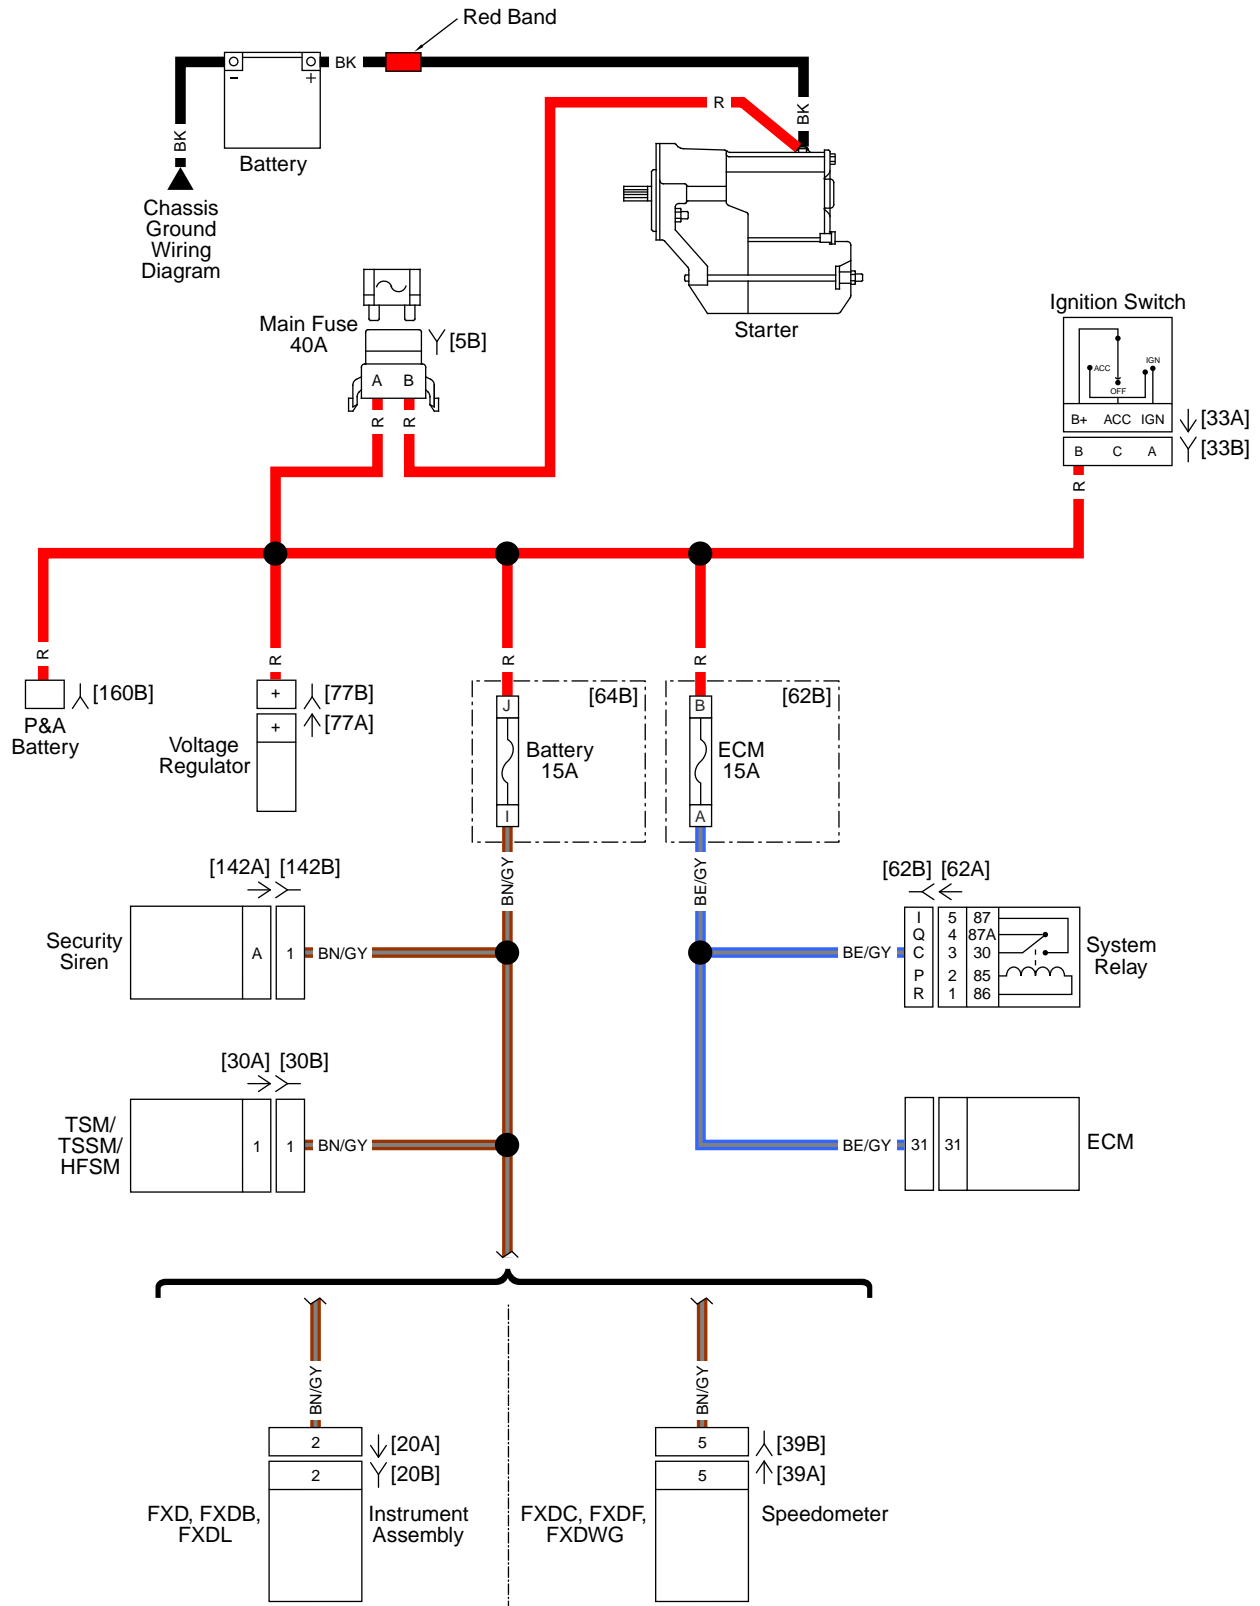 Red Band
BK
- +
BK
BK
R
Battery
Chassis
Ground
Wiring
Diagram
Main Fuse
40A
[5B]
A B
R R
Starter
Ignition Switch
ACC
IGN
OFF
B+ ACC IGN
[33A]
B C A
[33B]
R
R
R
R
R
[160B]
P&A
Battery
+
[77B]
+
[77A]
Voltage
Regulator
J
[64B]
Battery
15A
I
B
[62B]
ECM
15A
A
BN/GY
BE/GY
[142A] [142B]
Security
Siren
A 1
BN/GY
[62B] [62A]
BE/GY
I 5 87
Q 4 87A
C 3 30
P 2 85
R 1 86
System
Relay
[30A] [30B]
TSM/
TSSM/
HFSM
1 1
BN/GY
BE/GY
31 31
ECM
BN/GY
BN/GY
2
[20A]
2
[20B]
FXD, FXDB,
FXDL
Instrument
Assembly
5
[39B]
5
[39A]
FXDC, FXDF,
FXDWG
Speedometer